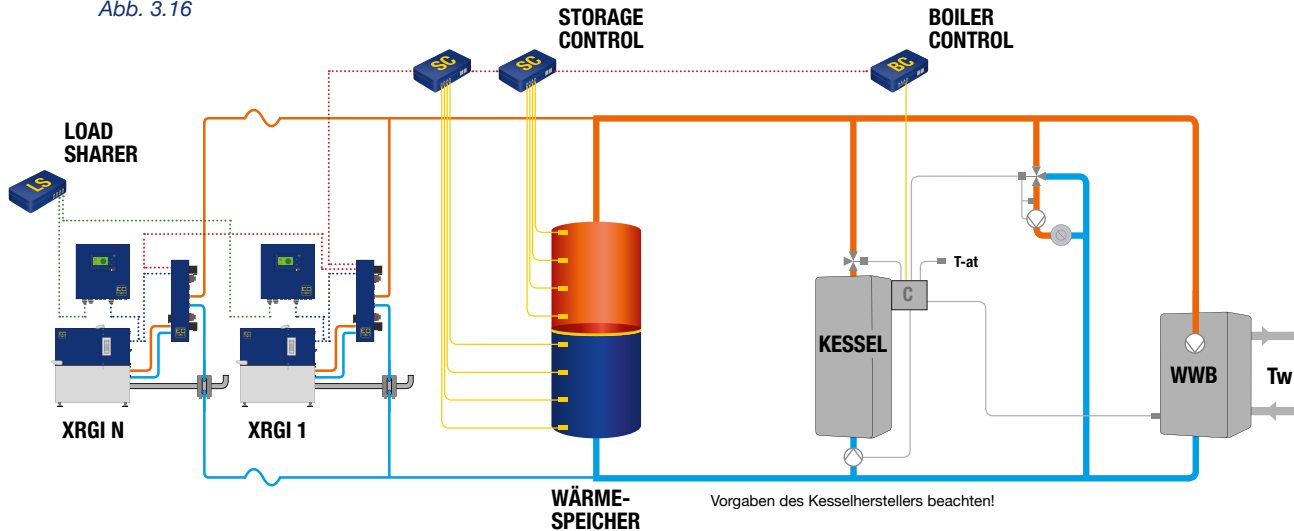 Abb. 3.16
STORAGE
CONTROL
BOILER
CONTROL
SC
SC
BC
LOAD
SHARER
LS
T-at
C
KESSEL
WWB
Tw
XRGI N
XRGI 1
WÄRME-
SPEICHER
Vorgaben des Kesselherstellers beachten!